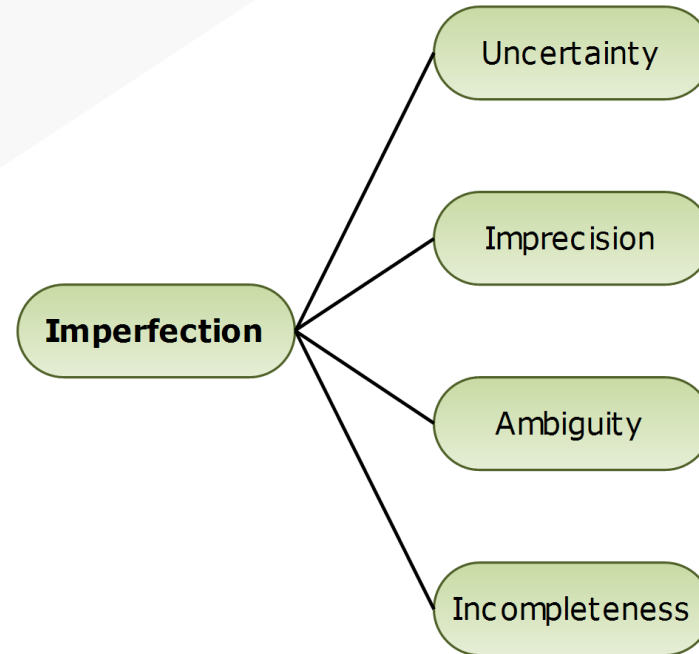 Uncertainty
Imprecision
Imperfection
Ambiguity
Incompleteness